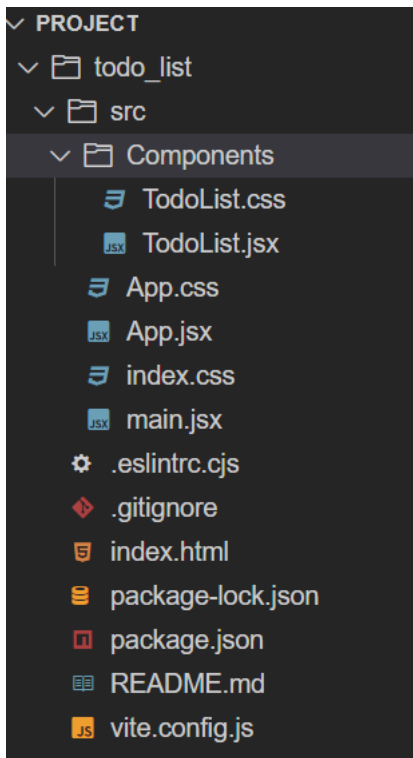 PROJECT
todo_list
src
Components
TodoList.css
JSX TodoList.jsx
App.css
JSX App.jsx
index.css
JSX main.jsx
.eslintrc.cjs
.gitignore
index.html
package-lock.json
package.json
README.md
JS vite.config.js